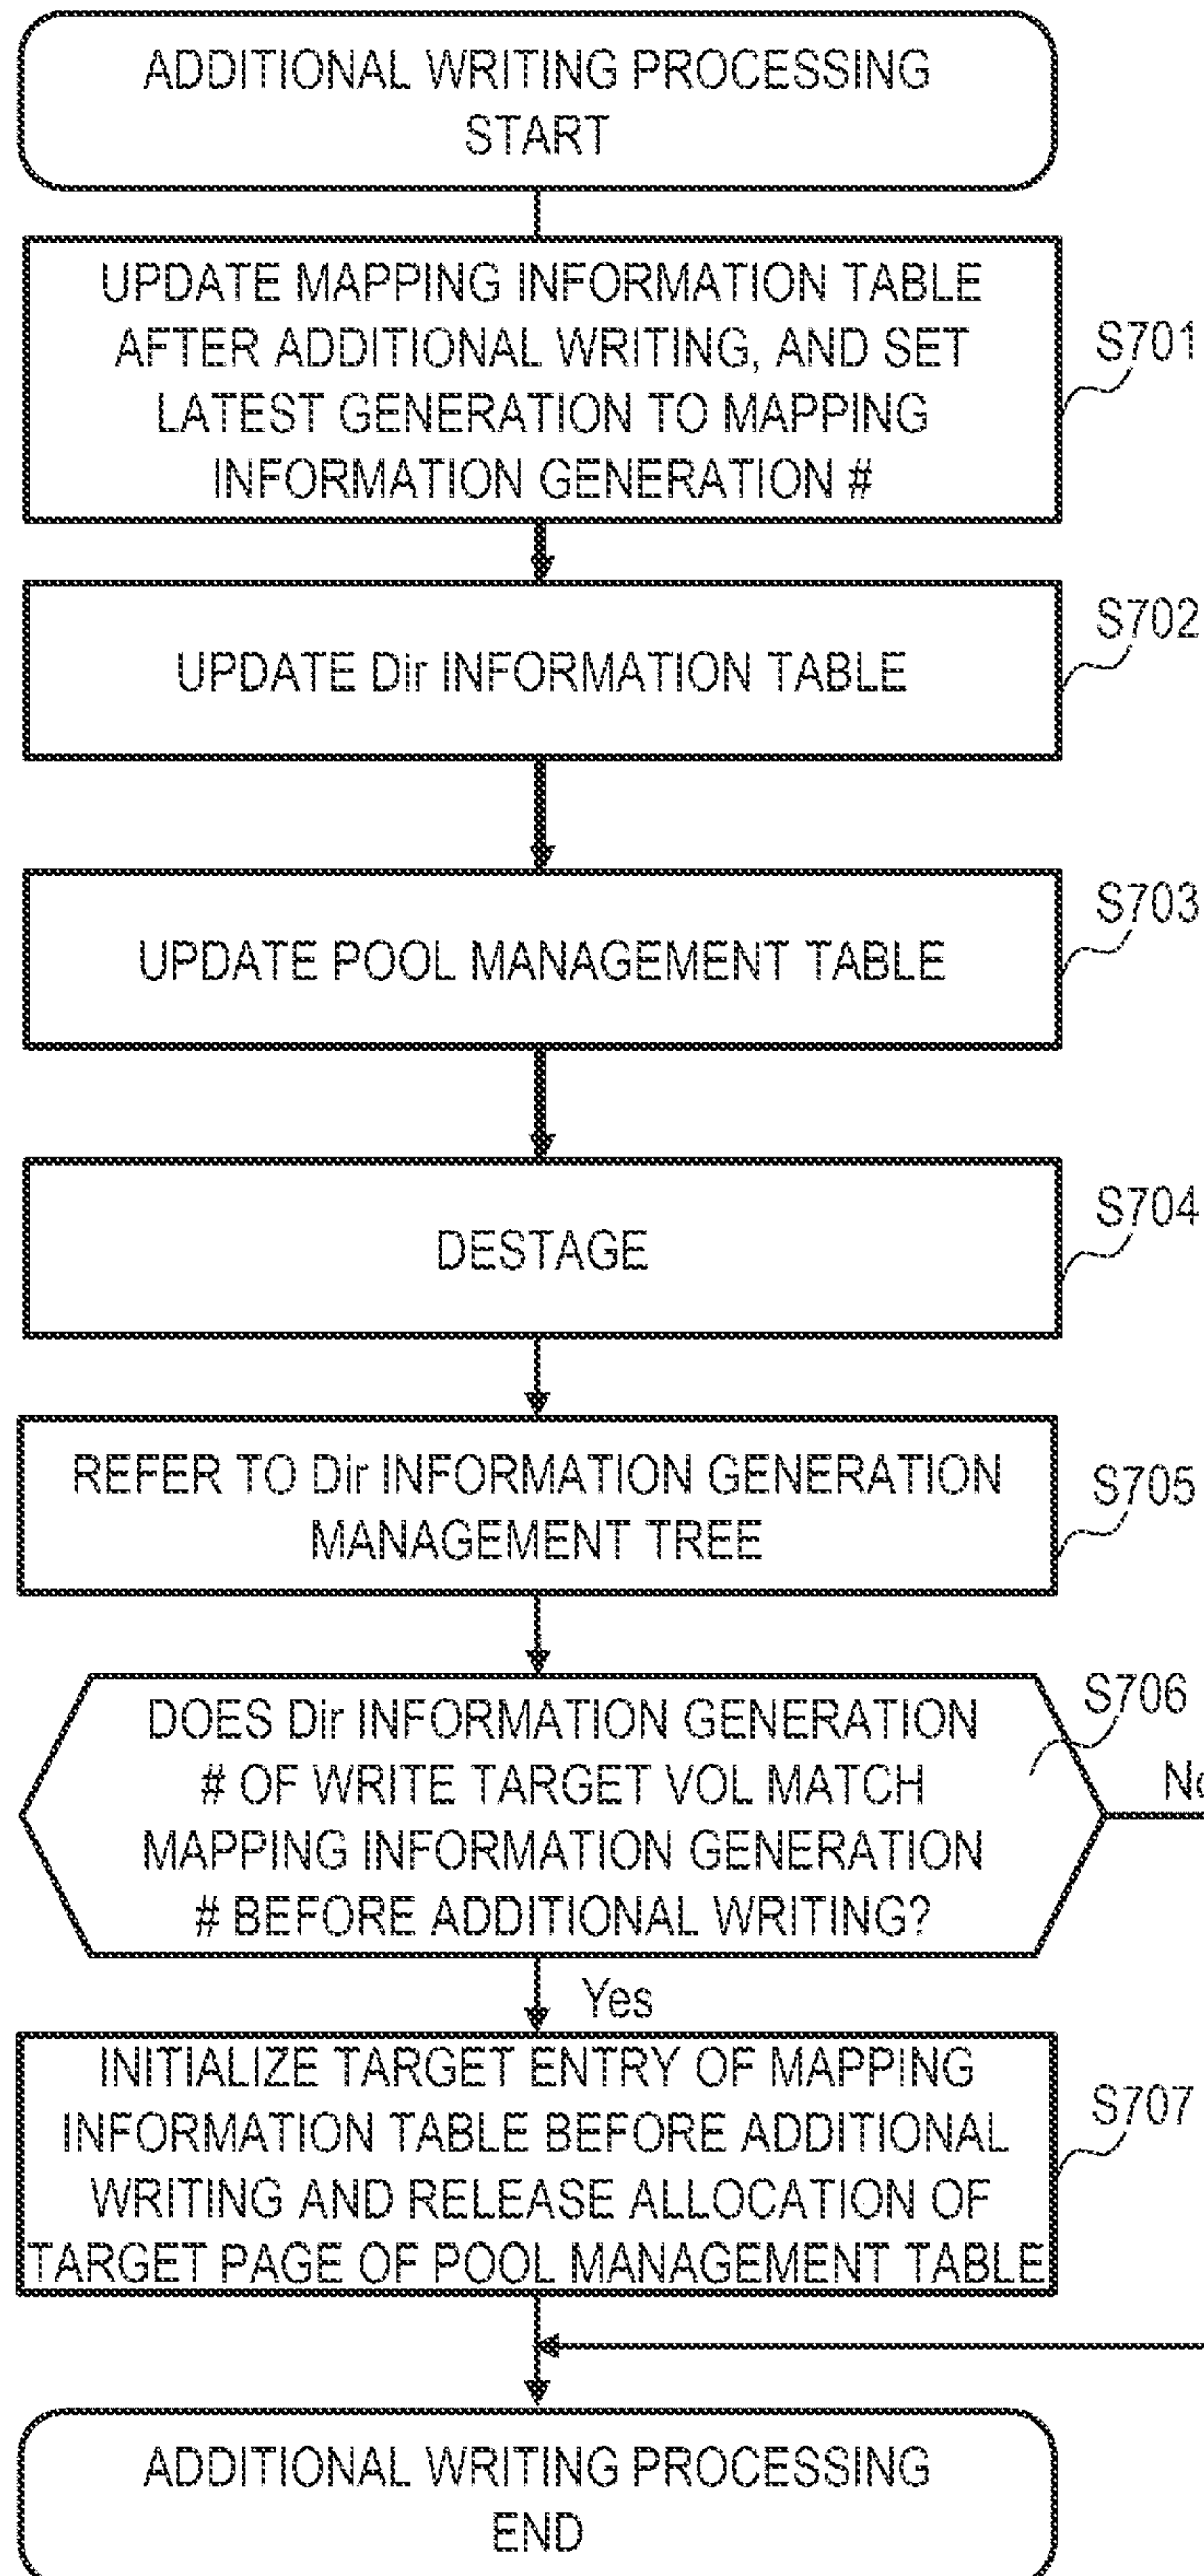 ADDITIONAL WRITING PROCESSING
START
UPDATE MAPPING INFORMATION TABLE
AFTER ADDITIONAL WRITING, AND SET
LATEST GENERATION TO MAPPING
INFORMATION GENERATION #
S701
UPDATE Dir INFORMATION TABLE
S702
UPDATE POOL MANAGEMENT TABLE
S703
DESTAGE
S704
REFER TO Dir INFORMATION GENERATION
MANAGEMENT TREE
S705
DOES Dir INFORMATION GENERATION
# OF WRITE TARGET VOL MATCH
MAPPING INFORMATION GENERATION
# BEFORE ADDITIONAL WRITING?
S706
No
Yes
INITIALIZE TARGET ENTRY OF MAPPING
INFORMATION TABLE BEFORE ADDITIONAL
WRITING AND RELEASE ALLOCATION OF
TARGET PAGE OF POOL MANAGEMENT TABLE
S707
ADDITIONAL WRITING PROCESSING
END